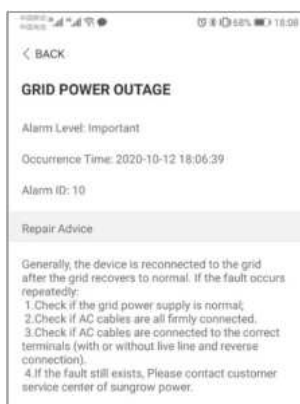 58% 18:08
< BACK
GRID POWER OUTAGE
Alarm Level: Important
Occurrence Time: 2020-10-12 18:06:39
Alarm ID: 10
Repair Advice
Generally, the device is reconnected to the grid
after the grid recovers to normal. If the fault occurs
repeatedly:
1.Check if the grid power supply is normal;
2.Check if AC cables are all firmly connected.
3.Check if AC cables are connected to the correct
terminals (with or without live line and reverse
connection).
4.If the fault still exists, Please contact customer
service center of sungrow power.